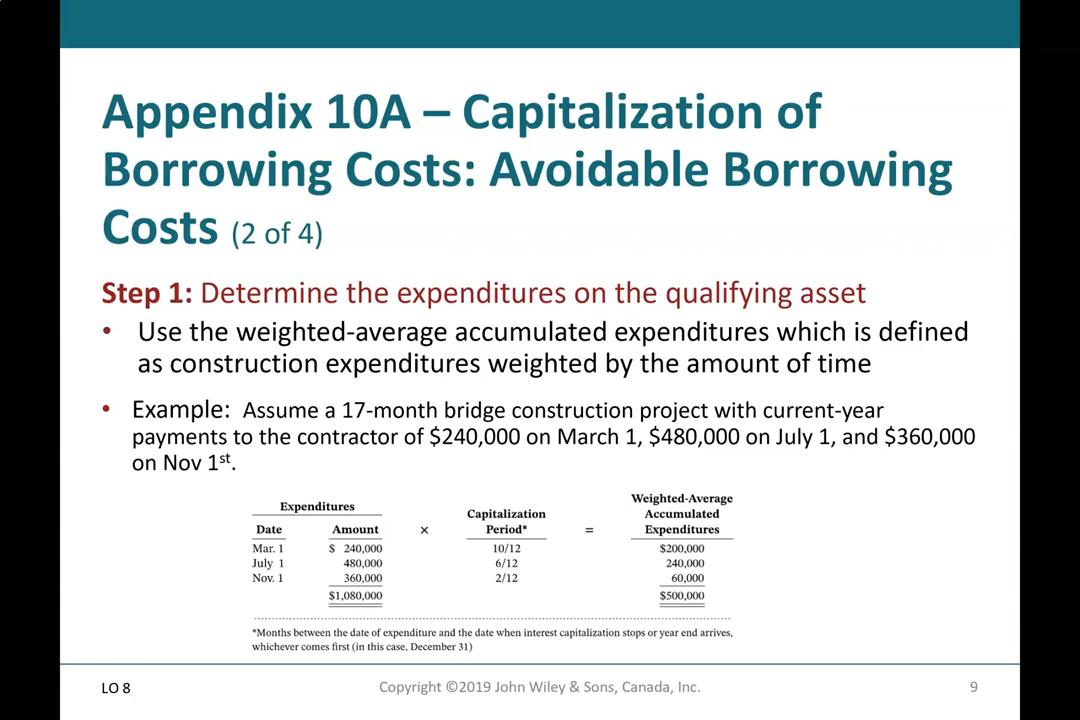 Appendix 10A – Capitalization of
Borrowing Costs: Avoidable Borrowing
Costs (2 of 4)
Step 1: Determine the expenditures on the qualifying asset
• Use the weighted-average accumulated expenditures which is defined
as construction expenditures weighted by the amount of time
• Example: Assume a 17-month bridge construction project with current-year
payments to the contractor of $240,000 on March 1, $480,000 on July 1, and $360,000
on Nov 1st.
Expenditures
Date Amount × Capitalization Period* = Weighted-Average Accumulated Expenditures
Mar. 1 $ 240,000 10/12 $200,000
July 1 480,000 6/12 240,000
Nov. 1 360,000 2/12 60,000
$1,080,000 $500,000
*Months between the date of expenditure and the date when interest capitalization stops or year end arrives,
whichever comes first (in this case, December 31)
LO 8 Copyright ©2019 John Wiley & Sons, Canada, Inc. 9